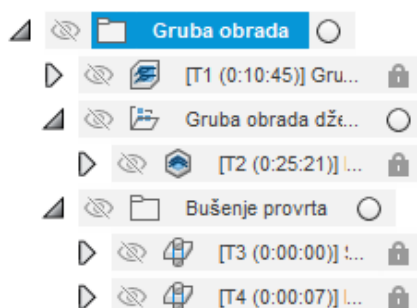 Gruba obrada
[T1 (0:10:45)] Gru...
Gruba obrada dže...
[T2 (0:25:21)] ...
Bušenje provrta
[T3 (0:00:00)] ...
[T4 (0:00:07)] ...